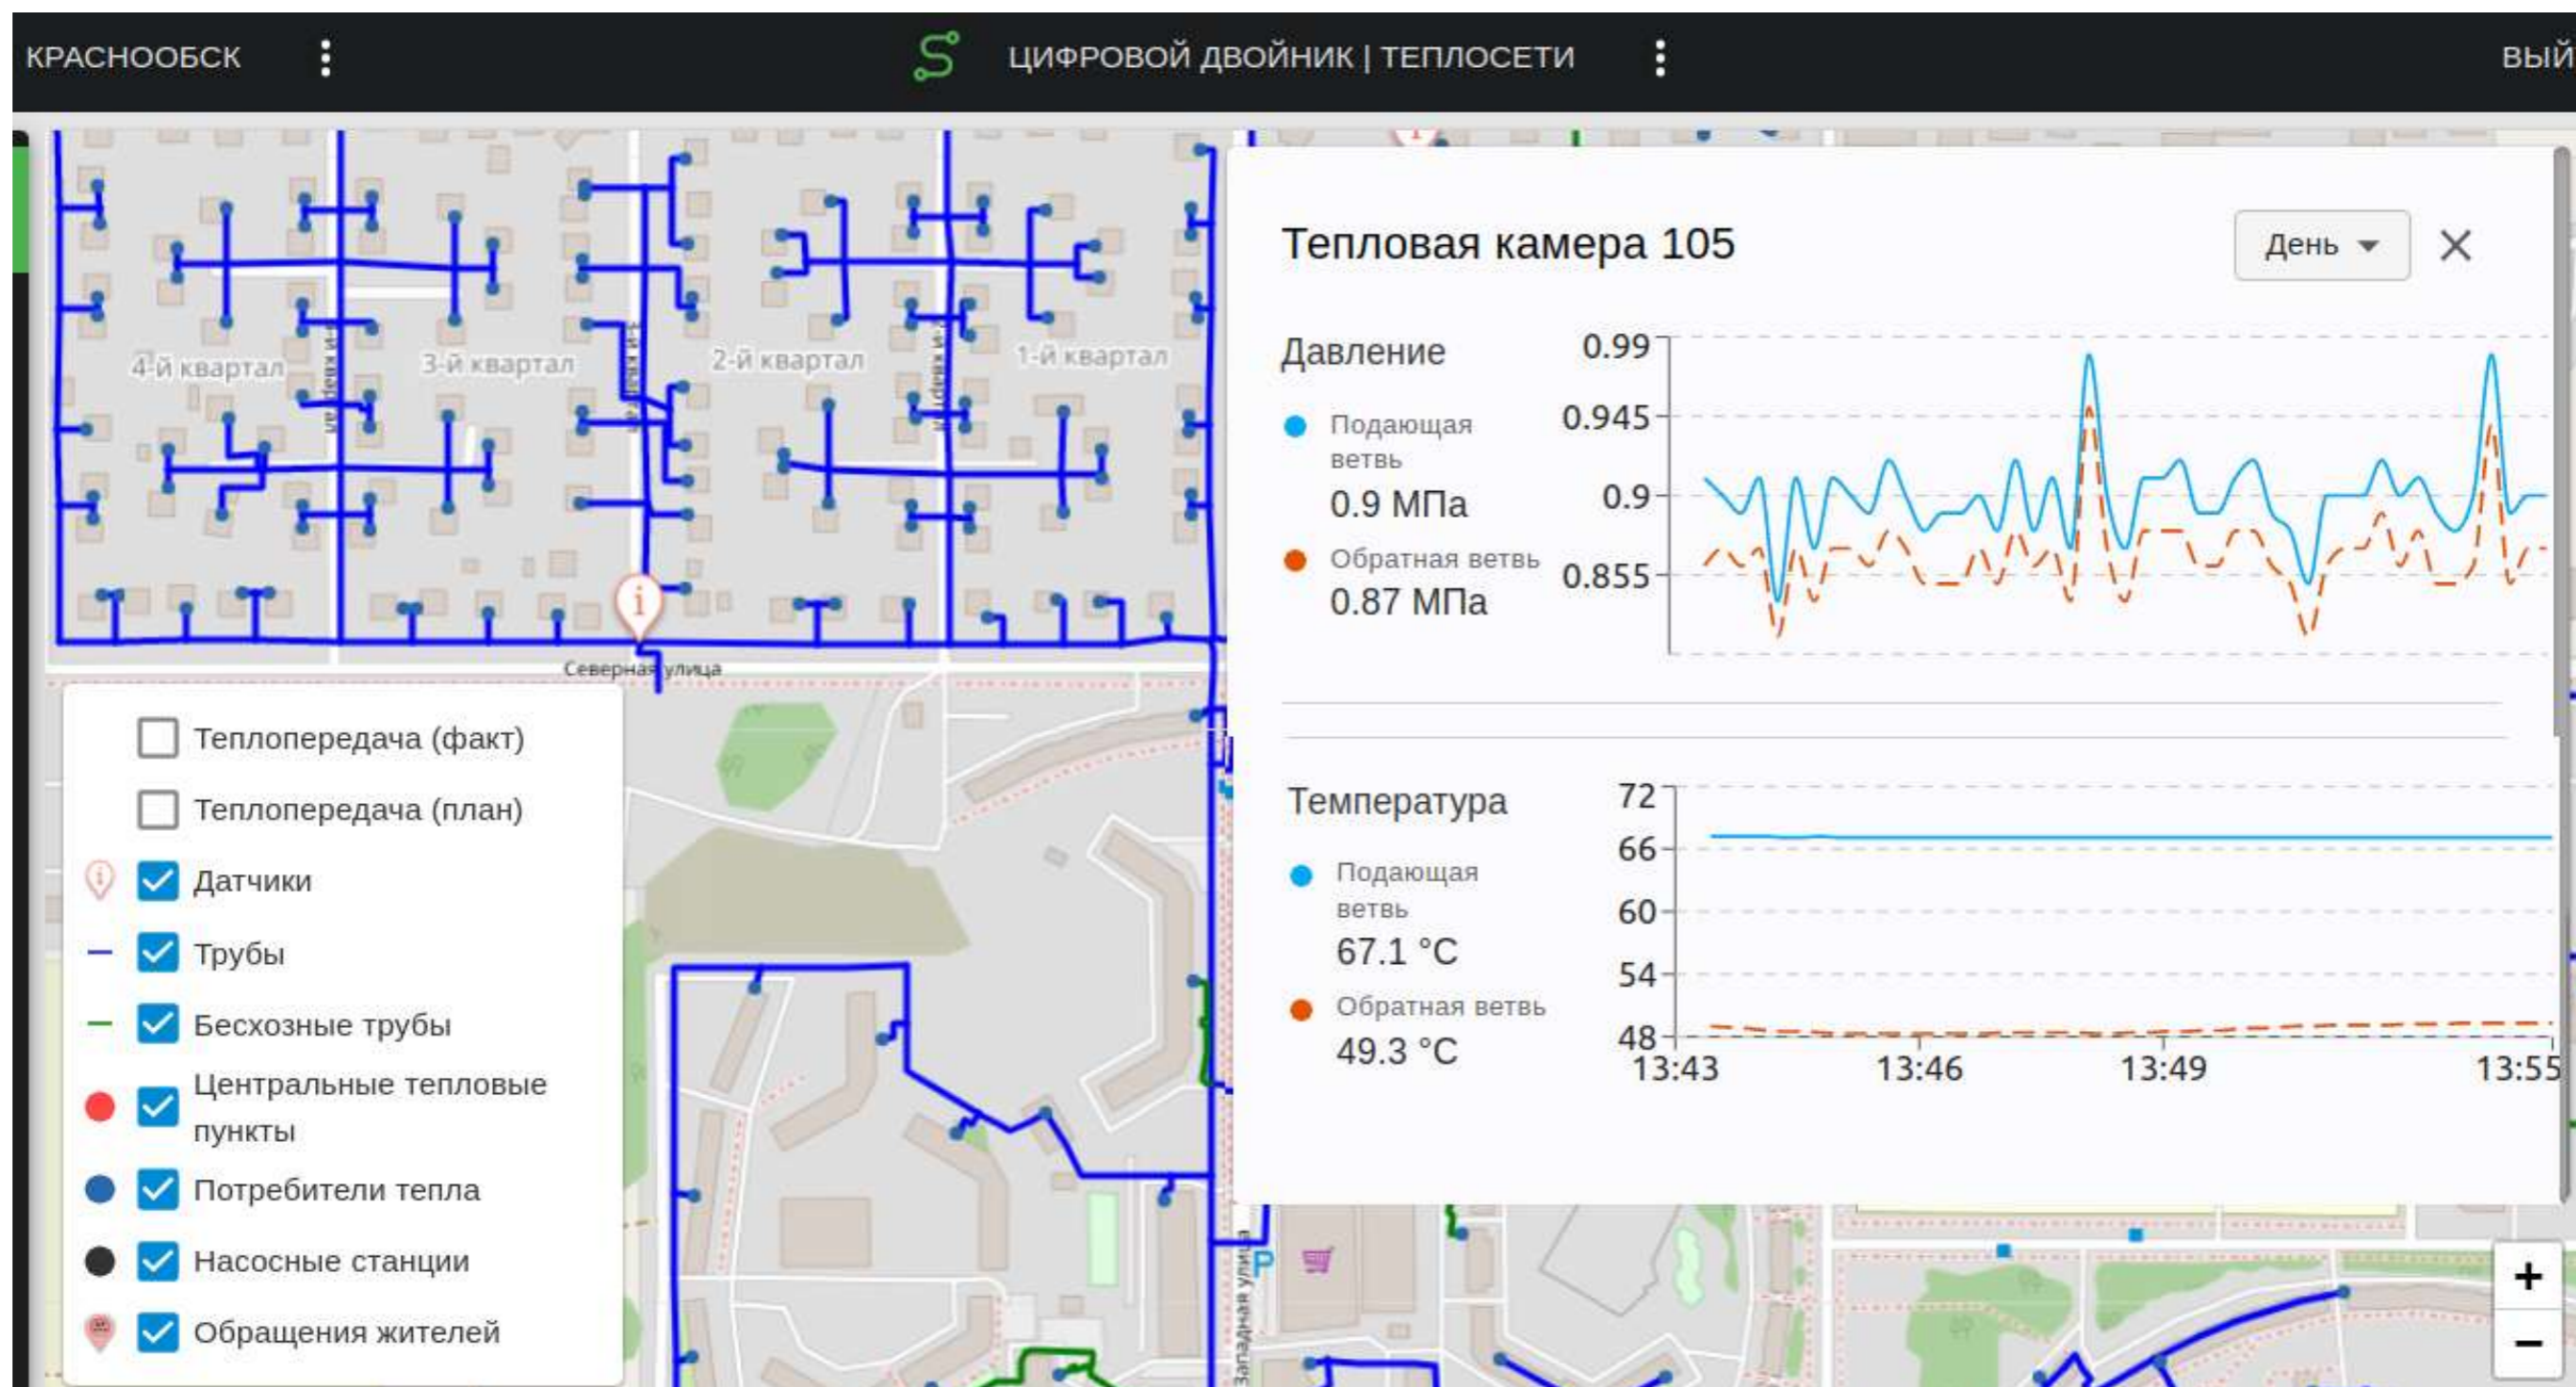 КРАСНООБСК
ЦИФРОВОЙ ДВОЙНИК | ТЕПЛОСЕТИ
ВЫЙ
4-й квартал
3-й квартал
2-й квартал
1-й квартал
Северная улица
Тепловая камера 105
День
Давление
Подающая
ветвь
0.9 МПа
Обратная ветвь
0.87 МПа
0.99
0.945
0.9
0.855
Температура
Подающая
ветвь
67.1 °C
Обратная ветвь
49.3 °C
72
66
60
54
48
13:43
13:46
13:49
13:55
Теплопередача (факт)
Теплопередача (план)
Датчики
Трубы
Бесхозные трубы
Центральные тепловые
пункты
Потребители тепла
Насосные станции
Обращения жителей
Западная улица
P
+
−